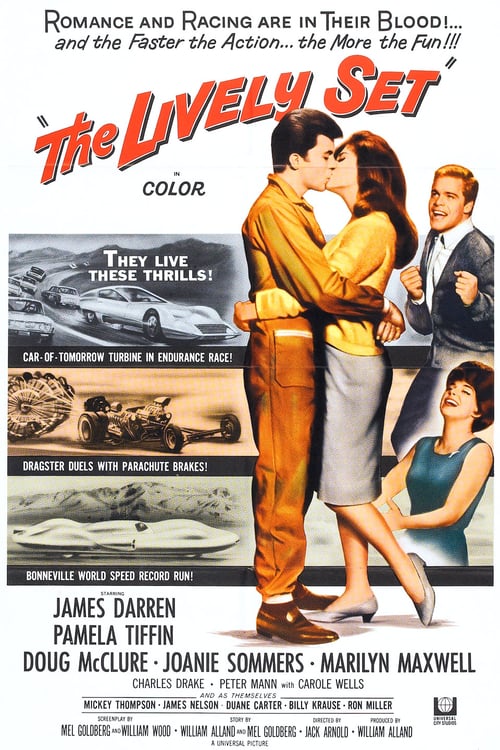 ROMANCE AND RACING ARE IN THEIR BLOOD!...
and the FASTER THE ACTION... the MORE THE FUN!!!
"THE LIVELY SET"
IN
COLOR
THEY LIVE
THESE THRILLS!
CAR-OF-TOMORROW TURBINE IN ENDURANCE RACE!
DRAGSTER DUELS WITH PARACHUTE BRAKES!
BONNEVILLE WORLD SPEED RECORD RUN!
STARRING
JAMES DARREN
PAMELA TIFFIN
DOUG McCLURE · JOANIE SOMMERS · MARILYN MAXWELL
CHARLES DRAKE · PETER MANN with CAROLE WELLS
AND AS THEMSELVES
MICKEY THOMPSON · JAMES NELSON · DUANE CARTER · BILLY KRAUSE · RON MILLER
SCREENPLAY BY
MEL GOLDBERG and WILLIAM WOOD ·
STORY BY
WILLIAM ALLAND and MEL GOLDBERG ·
DIRECTED BY
JACK ARNOLD ·
PRODUCED BY
WILLIAM ALLAND
A UNIVERSAL PICTURE
UNIVERSAL
CITY STUDIOS